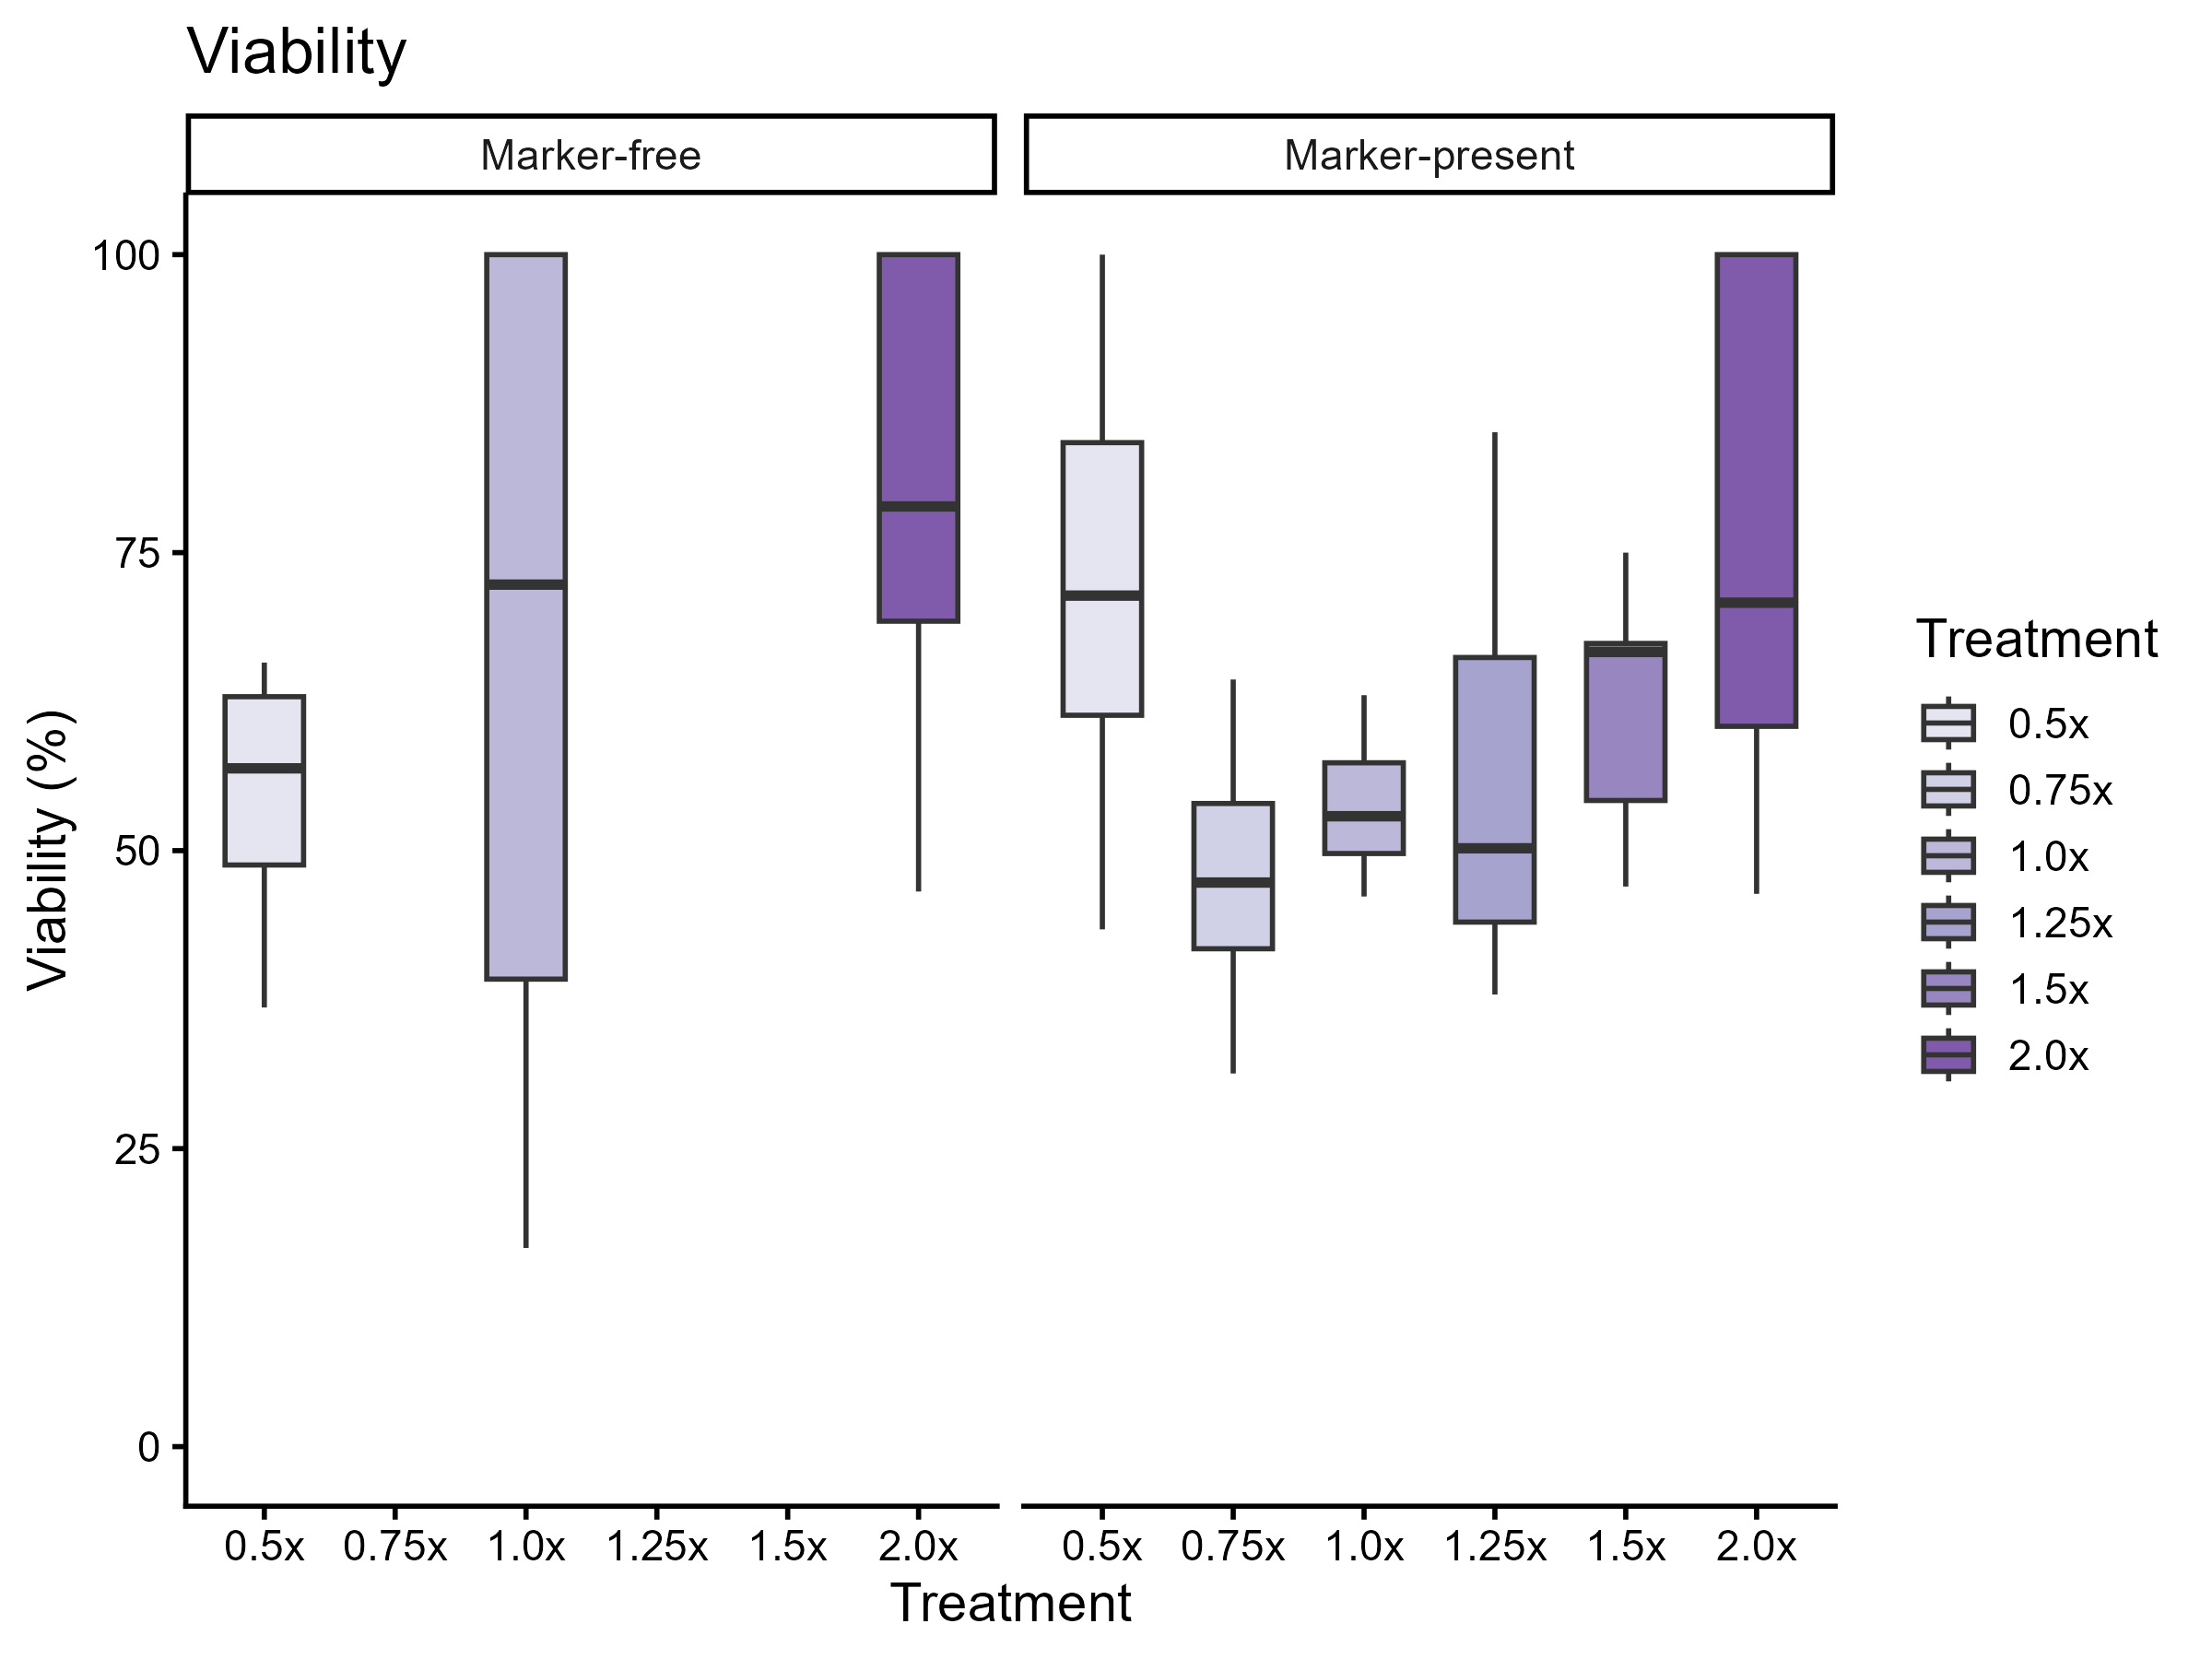 Viability
Marker-free
Marker-present
Viability (%)
100
75
50
25
0
0.5x 0.75x 1.0x 1.25x 1.5x 2.0x
0.5x 0.75x 1.0x 1.25x 1.5x 2.0x
Treatment
Treatment
0.5x
0.75x
1.0x
1.25x
1.5x
2.0x